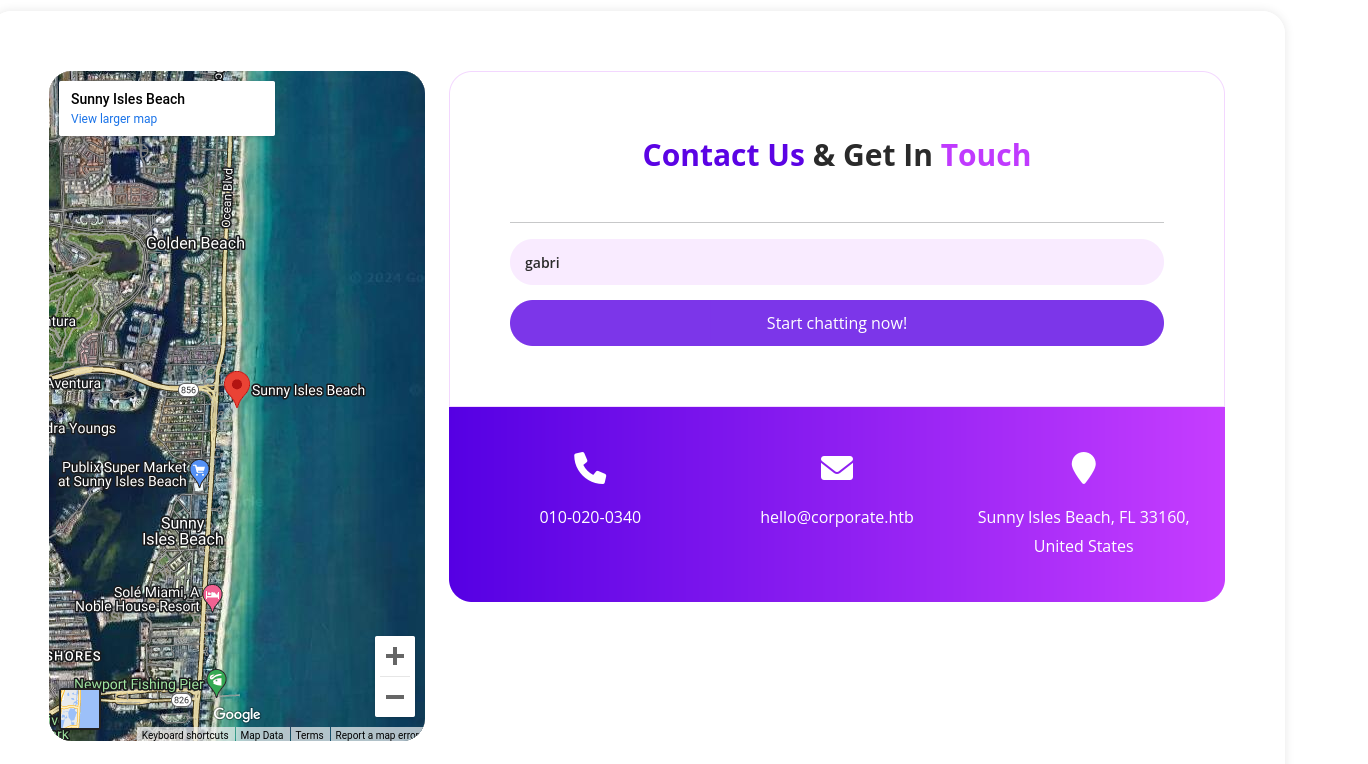 Sunny Isles Beach
View larger map
Ocean Blvd
Golden Beach
© 2024
Aventura
856
Sunny Isles Beach
Youngs
Publix Super Market
at Sunny Isles Beach
Sunny
Isles Beach
Solé Miami, A
Noble House Resort
SHORES
Newport Fishing Pier
826
Google
Keyboard shortcuts
Map Data
Terms
Report a map error
Contact Us & Get In Touch
gabri
Start chatting now!
010-020-0340
hello@corporate.htb
Sunny Isles Beach, FL 33160,
United States